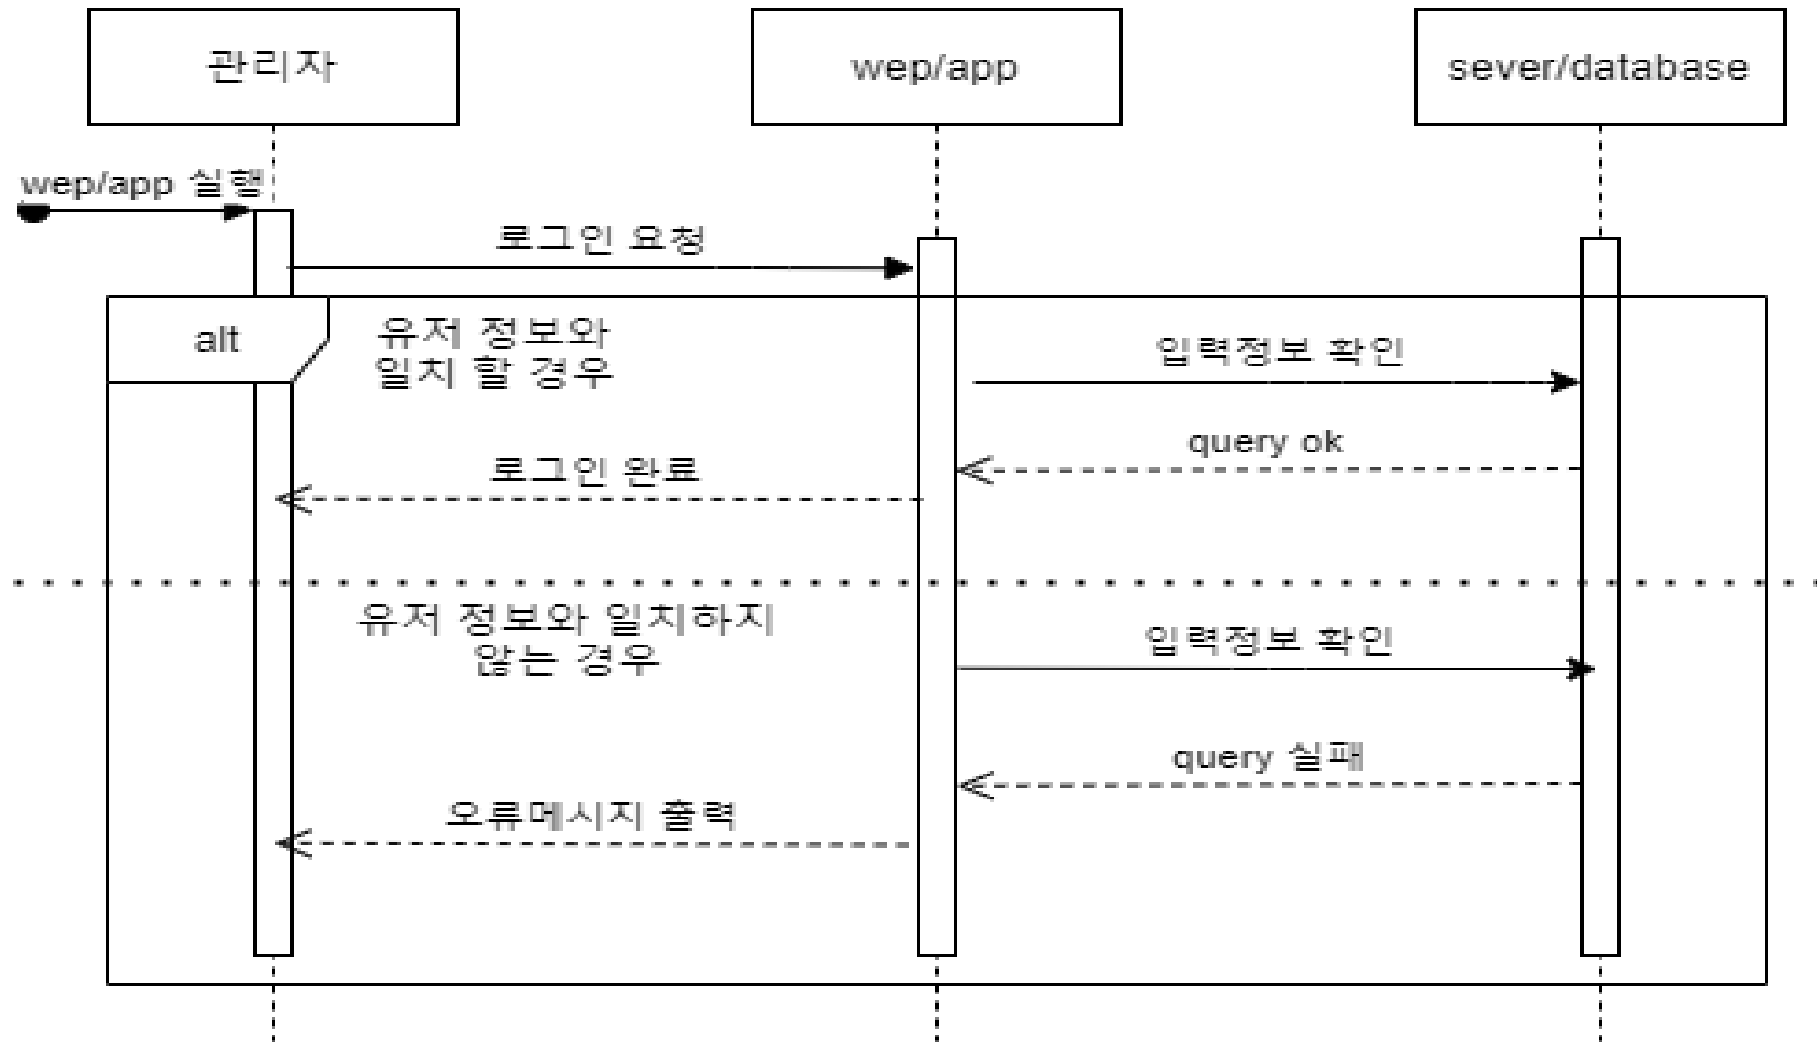 관리자
wep/app
sever/database
wep/app 실행
로그인 요청
alt
유저 정보와
일치 할 경우
입력정보 확인
query ok
로그인 완료
유저 정보와 일치하지
않는 경우
입력정보 확인
query 실패
오류메시지 출력